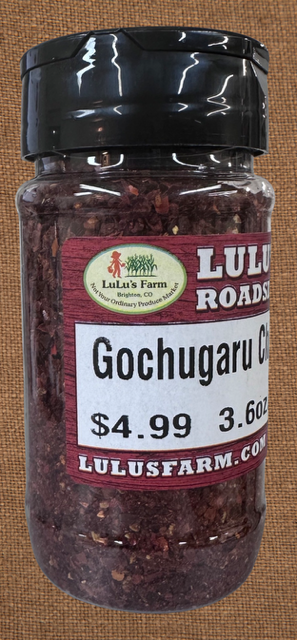 LuLu's Farm
Brighton, CO
Not Your Ordinary Produce Market
LULU
ROADS
Gochugaru Ch
$4.99 3.6oz
LULUSFARM.COM